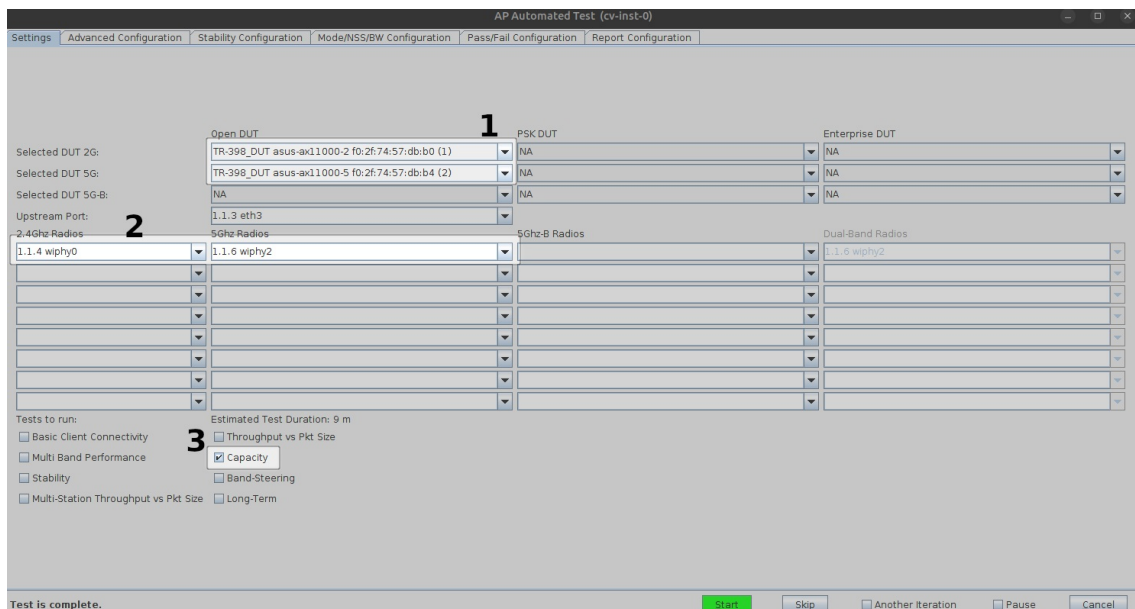 AP Automated Test (cv-inst-0)
Settings Advanced Configuration Stability Configuration Mode/NSS/BW Configuration Pass/Fail Configuration Report Configuration
1
Open DUT PSK DUT Enterprise DUT
Selected DUT 2G: TR-398_DUT asus-ax11000-2 f0:2f:74:57:db:b0 (1) NA NA
Selected DUT 5G: TR-398_DUT asus-ax11000-5 f0:2f:74:57:db:b4 (2) NA NA
Selected DUT 5G-B: NA NA NA
Upstream Port: 1.1.3 eth3
2
2.4Ghz Radios 5Ghz Radios 5Ghz-B Radios Dual-Band Radios
1.1.4 wiphy0 1.1.6 wiphy2 1.1.6 wiphy2
Tests to run: Estimated Test Duration: 9 m
Basic Client Connectivity Throughput vs Pkt Size
3
Multi Band Performance Capacity
Stability Band-Steering
Multi-Station Throughput vs Pkt Size Long-Term
Test is complete. Start Skip Another Iteration Pause Cancel